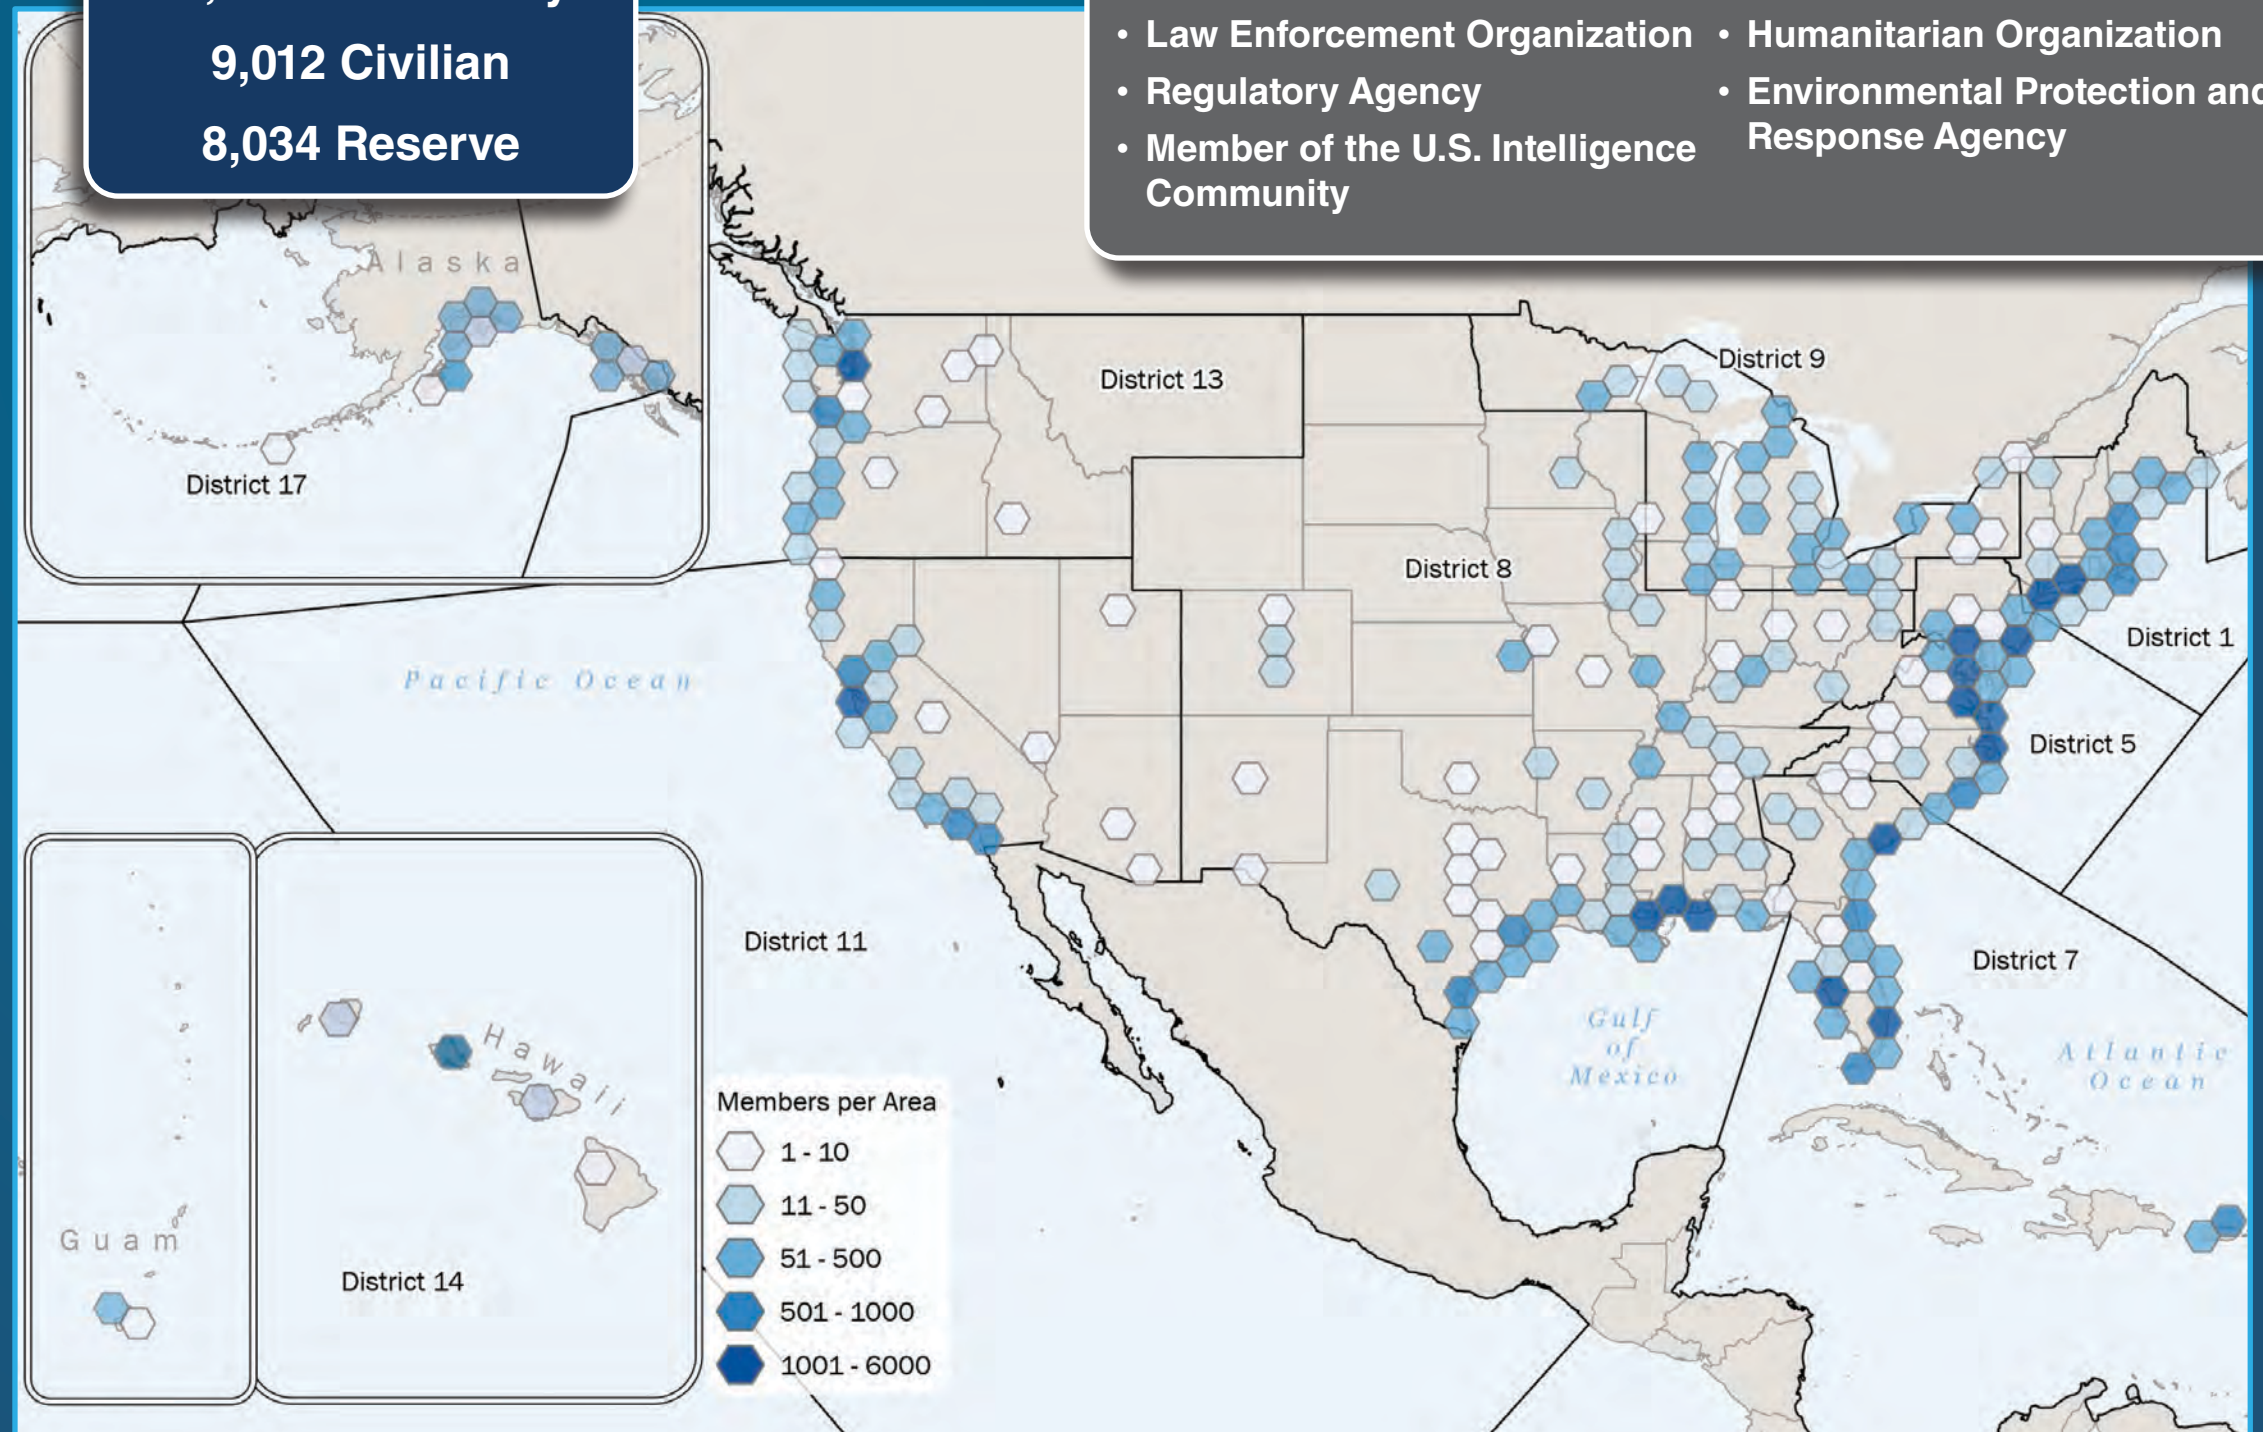 9,012 Civilian
8,034 Reserve
• Law Enforcement Organization
• Regulatory Agency
• Member of the U.S. Intelligence
Community
• Humanitarian Organization
• Environmental Protection and
Response Agency
Alaska
District 17
District 13
District 9
District 8
District 1
District 5
District 7
District 11
Pacific Ocean
Gulf
of
Mexico
Atlantic
Ocean
Hawaii
District 14
Guam
Members per Area
1 - 10
11 - 50
51 - 500
501 - 1000
1001 - 6000